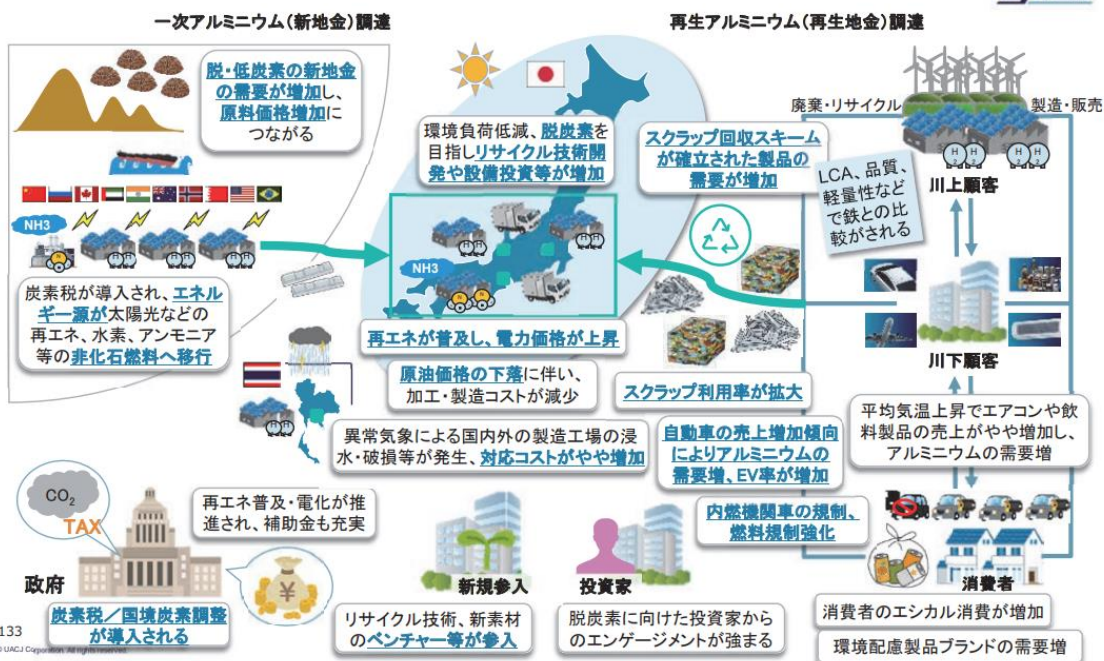 一次アルミニウム（新地金）調達
再生アルミニウム（再生地金）調達
脱・低炭素の新地金
の需要が増加し、
原料価格増加に
つながる
NH3
炭素税が導入され、エネル
ギー源が太陽光などの
再エネ、水素、アンモニア
等の非化石燃料へ移行
環境負荷低減、脱炭素を
目指しリサイクル技術開
発や設備投資等が増加
NH3
再エネが普及し、電力価格が上昇
原油価格の下落に伴い、
加工・製造コストが減少
異常気象による国内外の製造工場の浸
水・破損等が発生、対応コストがやや増加
スクラップ回収スキーム
が確立された製品の
需要が増加
スクラップ利用率が拡大
自動車の売上増加傾向
によりアルミニウムの
需要増、EV率が増加
内燃機関車の規制、
燃料規制強化
廃棄・リサイクル
製造・販売
川上顧客
LCA、品質、
軽量性など
で鉄との比
較がされる
川下顧客
平均気温上昇でエアコンや飲
料製品の売上がやや増加し、
アルミニウムの需要増
消費者
消費者のエシカル消費が増加
環境配慮製品ブランドの需要増
CO2
TAX
再エネ普及・電化が推
進され、補助金も充実
政府
炭素税／国境炭素調整
が導入される
¥
新規参入
リサイクル技術、新素材
のベンチャー等が参入
投資家
脱炭素に向けた投資家から
のエンゲージメントが強まる
133
© UACJ Corporation. All rights reserved.